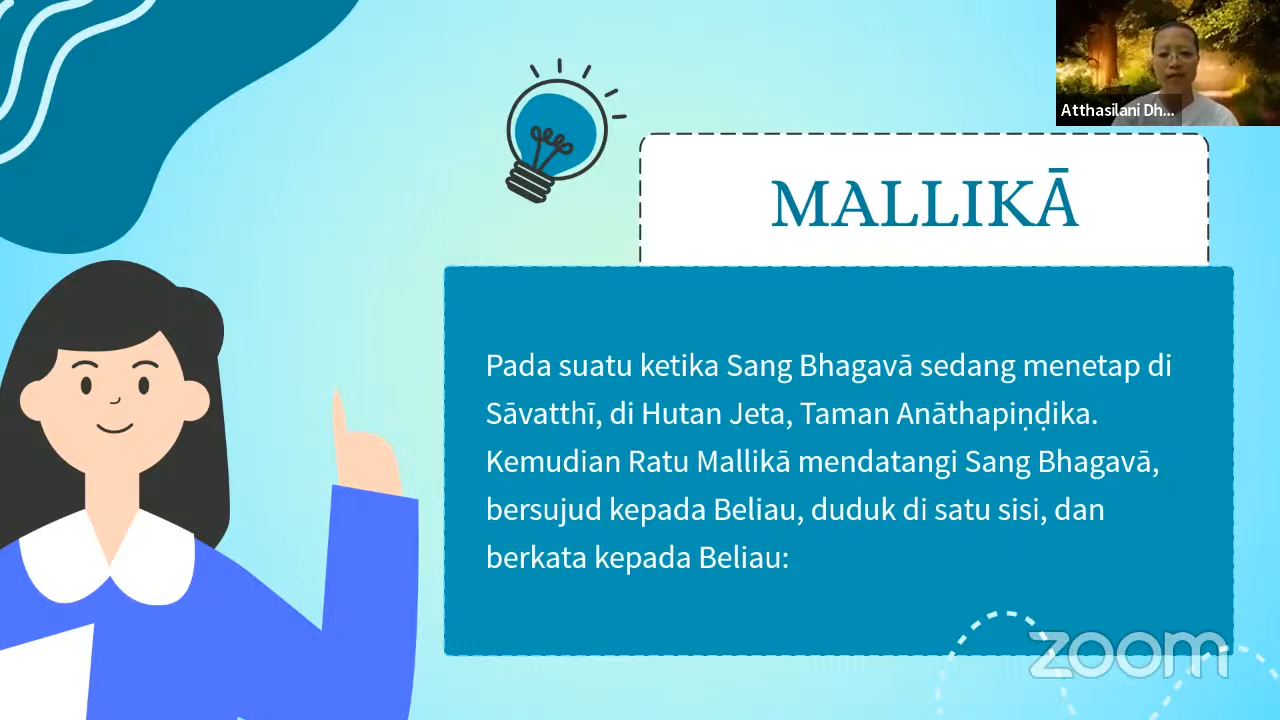 Atthasilani Dh...
MALLIKĀ
Pada suatu ketika Sang Bhagavā sedang menetap di
Sāvatthī, di Hutan Jeta, Taman Anāthapiṇḍika.
Kemudian Ratu Mallikā mendatangi Sang Bhagavā,
bersujud kepada Beliau, duduk di satu sisi, dan
berkata kepada Beliau:
zoom